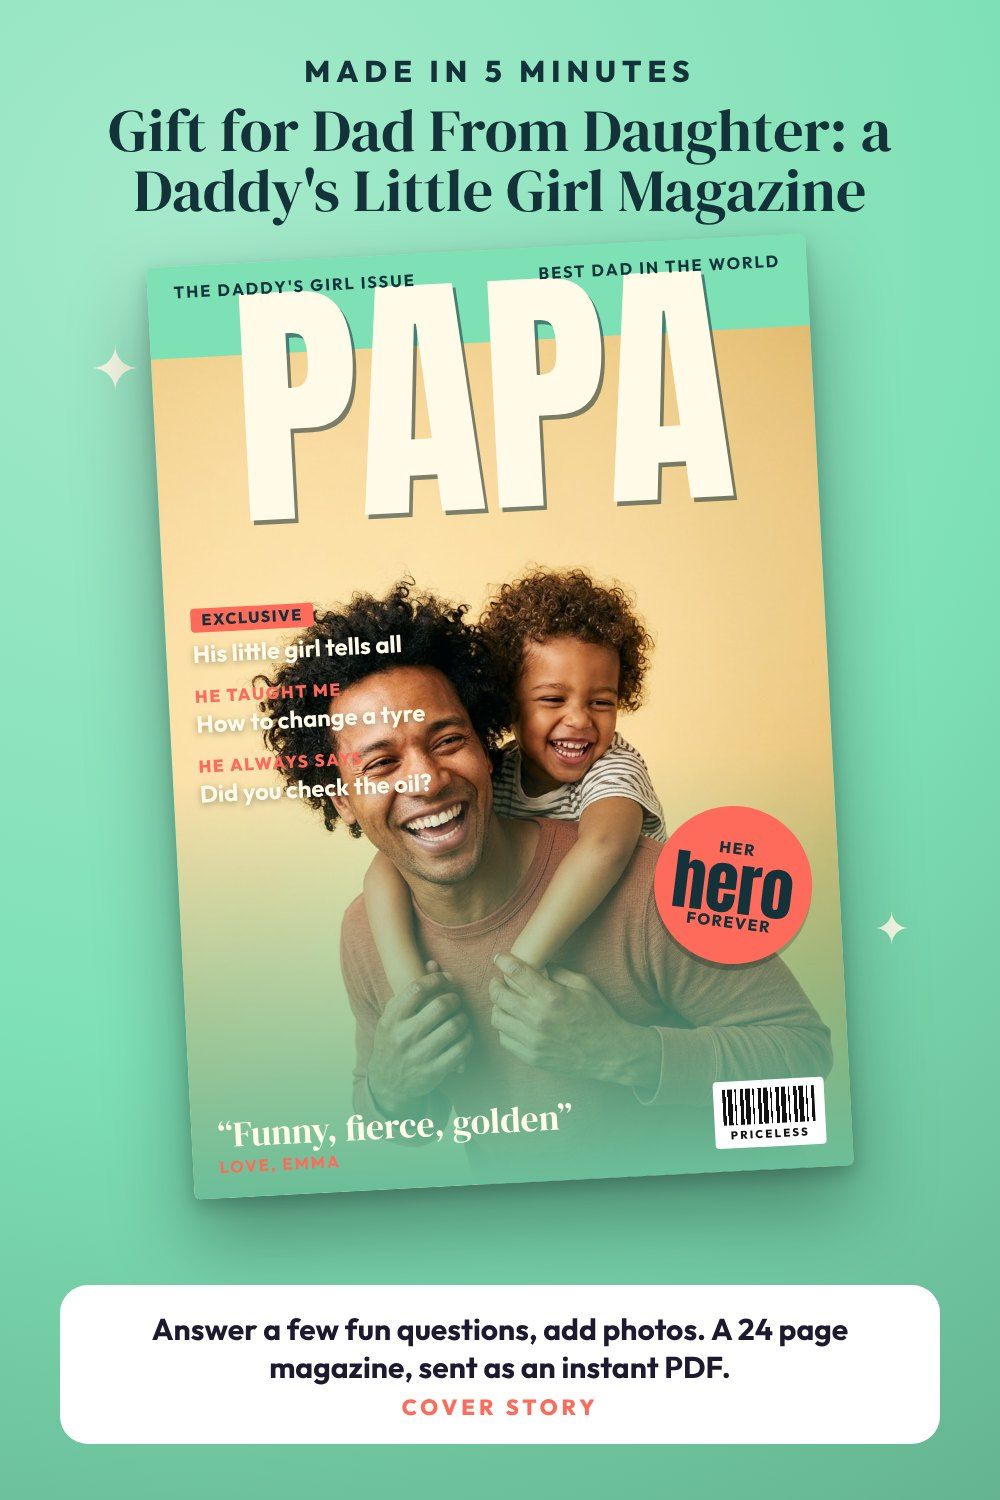 MADE IN 5 MINUTES
Gift for Dad From Daughter: a
Daddy's Little Girl Magazine
THE DADDY'S GIRL ISSUE
BEST DAD IN THE WORLD
PAPA
EXCLUSIVE
His little girl tells all
HE TAUGHT ME
How to change a tyre
HE ALWAYS SAYS
Did you check the oil?
HER
hero
FOREVER
“Funny, fierce, golden”
LOVE, EMMA
PRICELESS
Answer a few fun questions, add photos. A 24 page
magazine, sent as an instant PDF.
COVER STORY